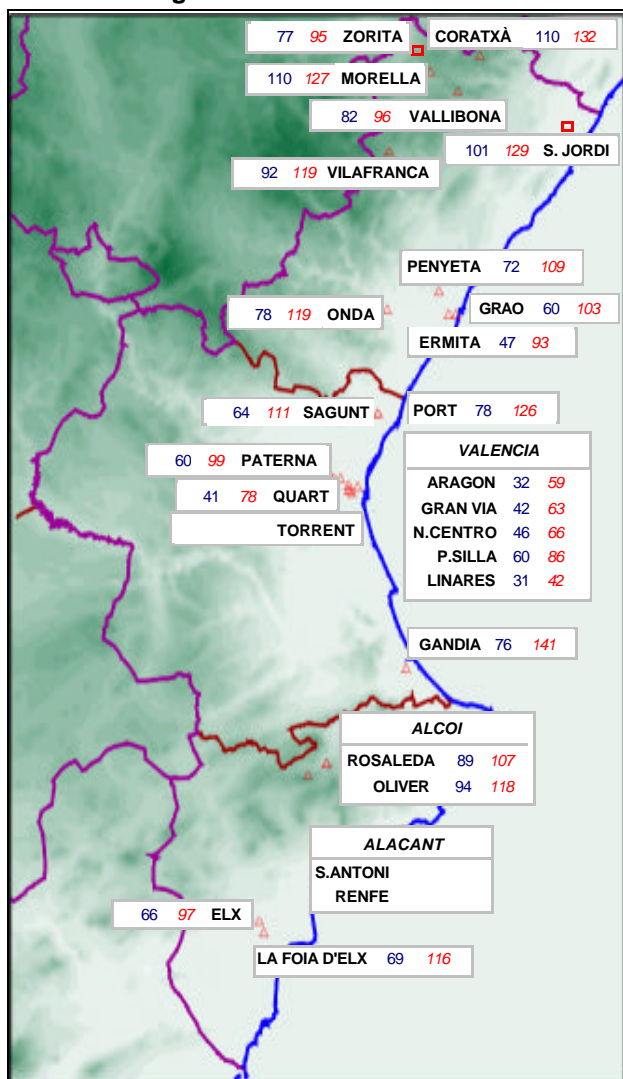 77 95 ZORITA
CORATXÀ 110 132
110 127 MORELLA
82 96 VALLIBONA
101 129 S. JORDI
92 119 VILAFRANCA
PENYETA 72 109
78 119 ONDA
GRAO 60 103
ERMITA 47 93
64 111 SAGUNT
PORT 78 126
VALENCIA
ARAGON 32 59
GRAN VIA 42 63
N.CENTRO 46 66
P.SILLA 60 86
LINARES 31 42
60 99 PATERNA
41 78 QUART
TORRENT
GANDIA 76 141
ALCOI
ROSALEDA 89 107
OLIVER 94 118
ALACANT
S.ANTONI
RENFE
66 97 ELX
LA FOIA D'ELX 69 116